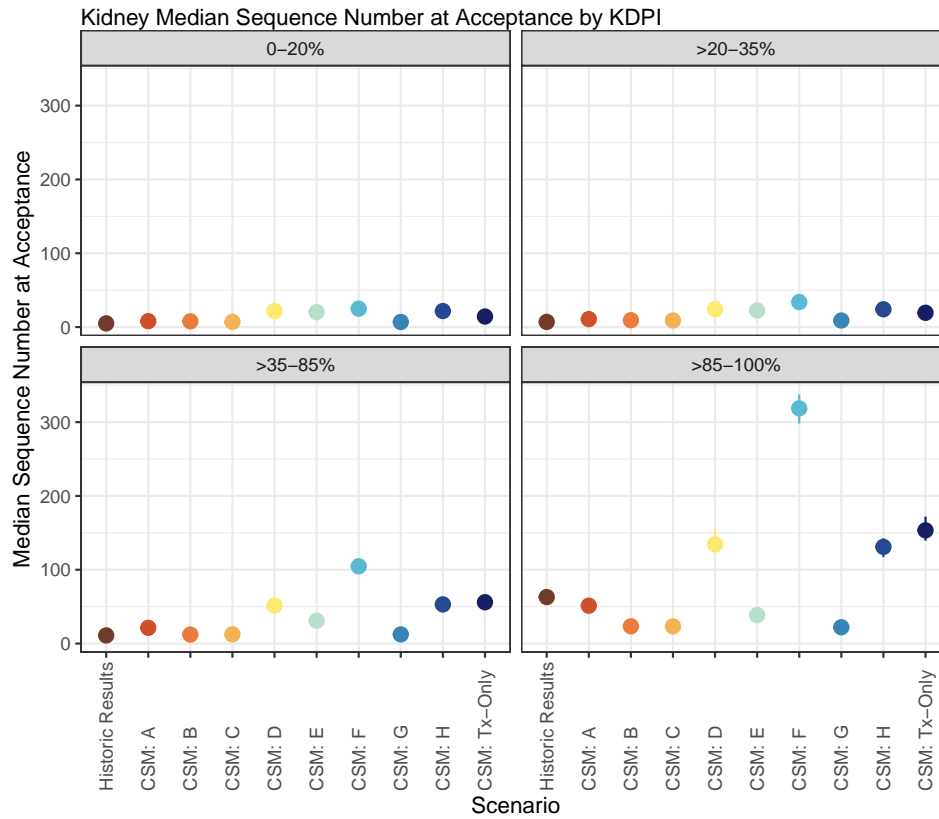 Kidney Median Sequence Number at Acceptance by KDPI
0−20%
>20−35%
300
200
100
0
>35−85%
>85−100%
300
200
100
0
Median Sequence Number at Acceptance
Historic Results
CSM: A
CSM: B
CSM: C
CSM: D
CSM: E
CSM: F
CSM: G
CSM: H
CSM: Tx−Only
Historic Results
CSM: A
CSM: B
CSM: C
CSM: D
CSM: E
CSM: F
CSM: G
CSM: H
CSM: Tx−Only
Scenario